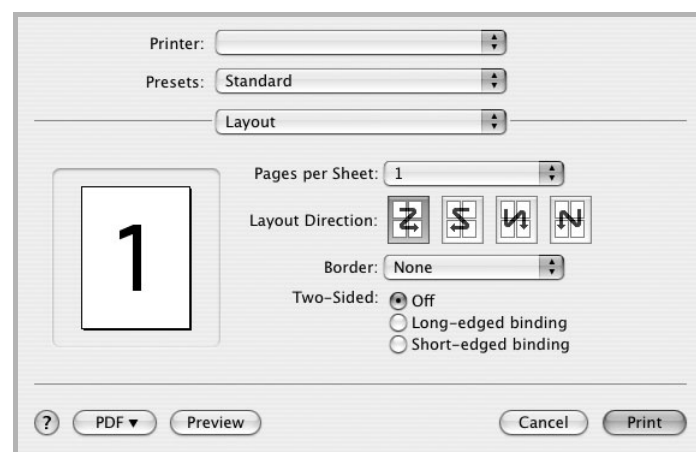 Printer:
Presets: Standard
Layout
Pages per Sheet: 1
1
Layout Direction:
Border: None
Two-Sided: Off
Long-edged binding
Short-edged binding
? PDF▼ Preview Cancel Print